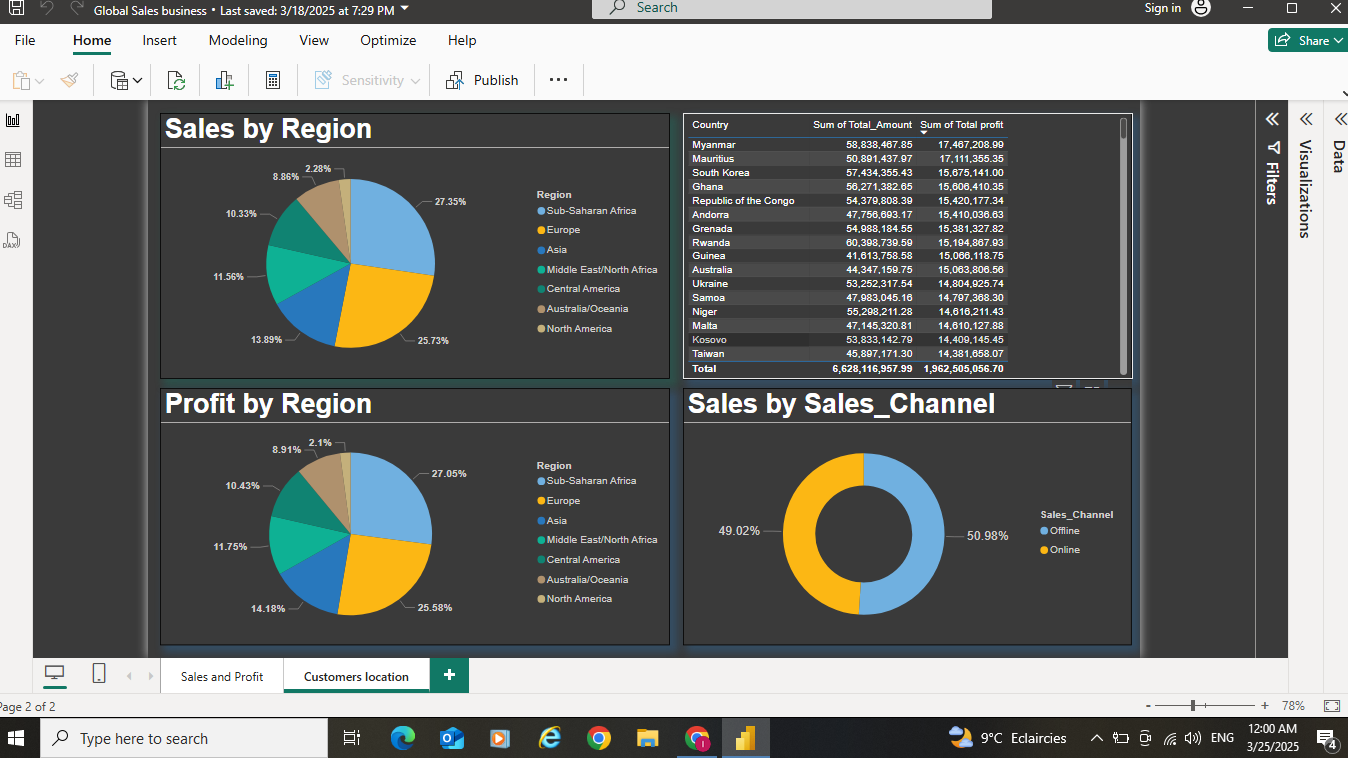 Global Sales business • Last saved: 3/18/2025 at 7:29 PM
Search
Sign in
File Home Insert Modeling View Optimize Help
Share
Sensitivity
Publish
Sales by Region
2.28%
8.86%
27.35%
10.33%
11.56%
13.89%
25.73%
Region
Sub-Saharan Africa
Europe
Asia
Middle East/North Africa
Central America
Australia/Oceania
North America
Country Sum of Total_Amount Sum of Total profit
Myanmar 58,838,467.85 17,467,208.99
Mauritius 50,891,437.97 17,111,355.35
South Korea 57,434,355.43 15,675,141.00
Ghana 56,271,382.65 15,606,410.35
Republic of the Congo 54,379,808.39 15,420,177.34
Andorra 47,756,693.17 15,410,036.63
Grenada 54,988,184.55 15,381,327.82
Rwanda 60,398,739.59 15,194,867.93
Guinea 41,613,758.58 15,066,118.75
Australia 44,347,159.75 15,063,806.56
Ukraine 53,252,317.54 14,804,925.74
Samoa 47,983,045.16 14,797,368.30
Niger 55,298,211.28 14,616,211.43
Malta 47,145,320.81 14,610,127.88
Kosovo 53,833,142.79 14,409,145.45
Taiwan 45,897,171.30 14,381,658.07
Total 6,628,116,957.99 1,962,505,056.70
Filters
Visualizations
Data
DAX
Profit by Region
2.1%
8.91%
27.05%
10.43%
11.75%
14.18%
25.58%
Region
Sub-Saharan Africa
Europe
Asia
Middle East/North Africa
Central America
Australia/Oceania
North America
Sales by Sales_Channel
49.02%
50.98%
Sales_Channel
Offline
Online
Sales and Profit
Customers location
Page 2 of 2
78%
Type here to search
9°C Eclaircies
ENG
12:00 AM
3/25/2025
4